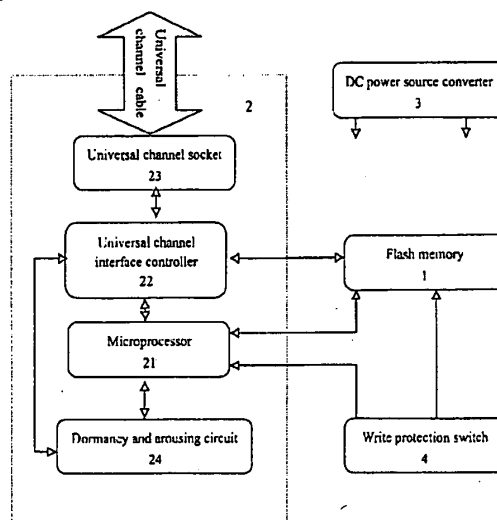 Universal
channel cable
2
DC power source converter
3
Universal channel socket
23
Universal channel
interface controller
22
Flash memory
1
Microprocessor
21
Dormancy and arousing circuit
24
Write protection switch
4